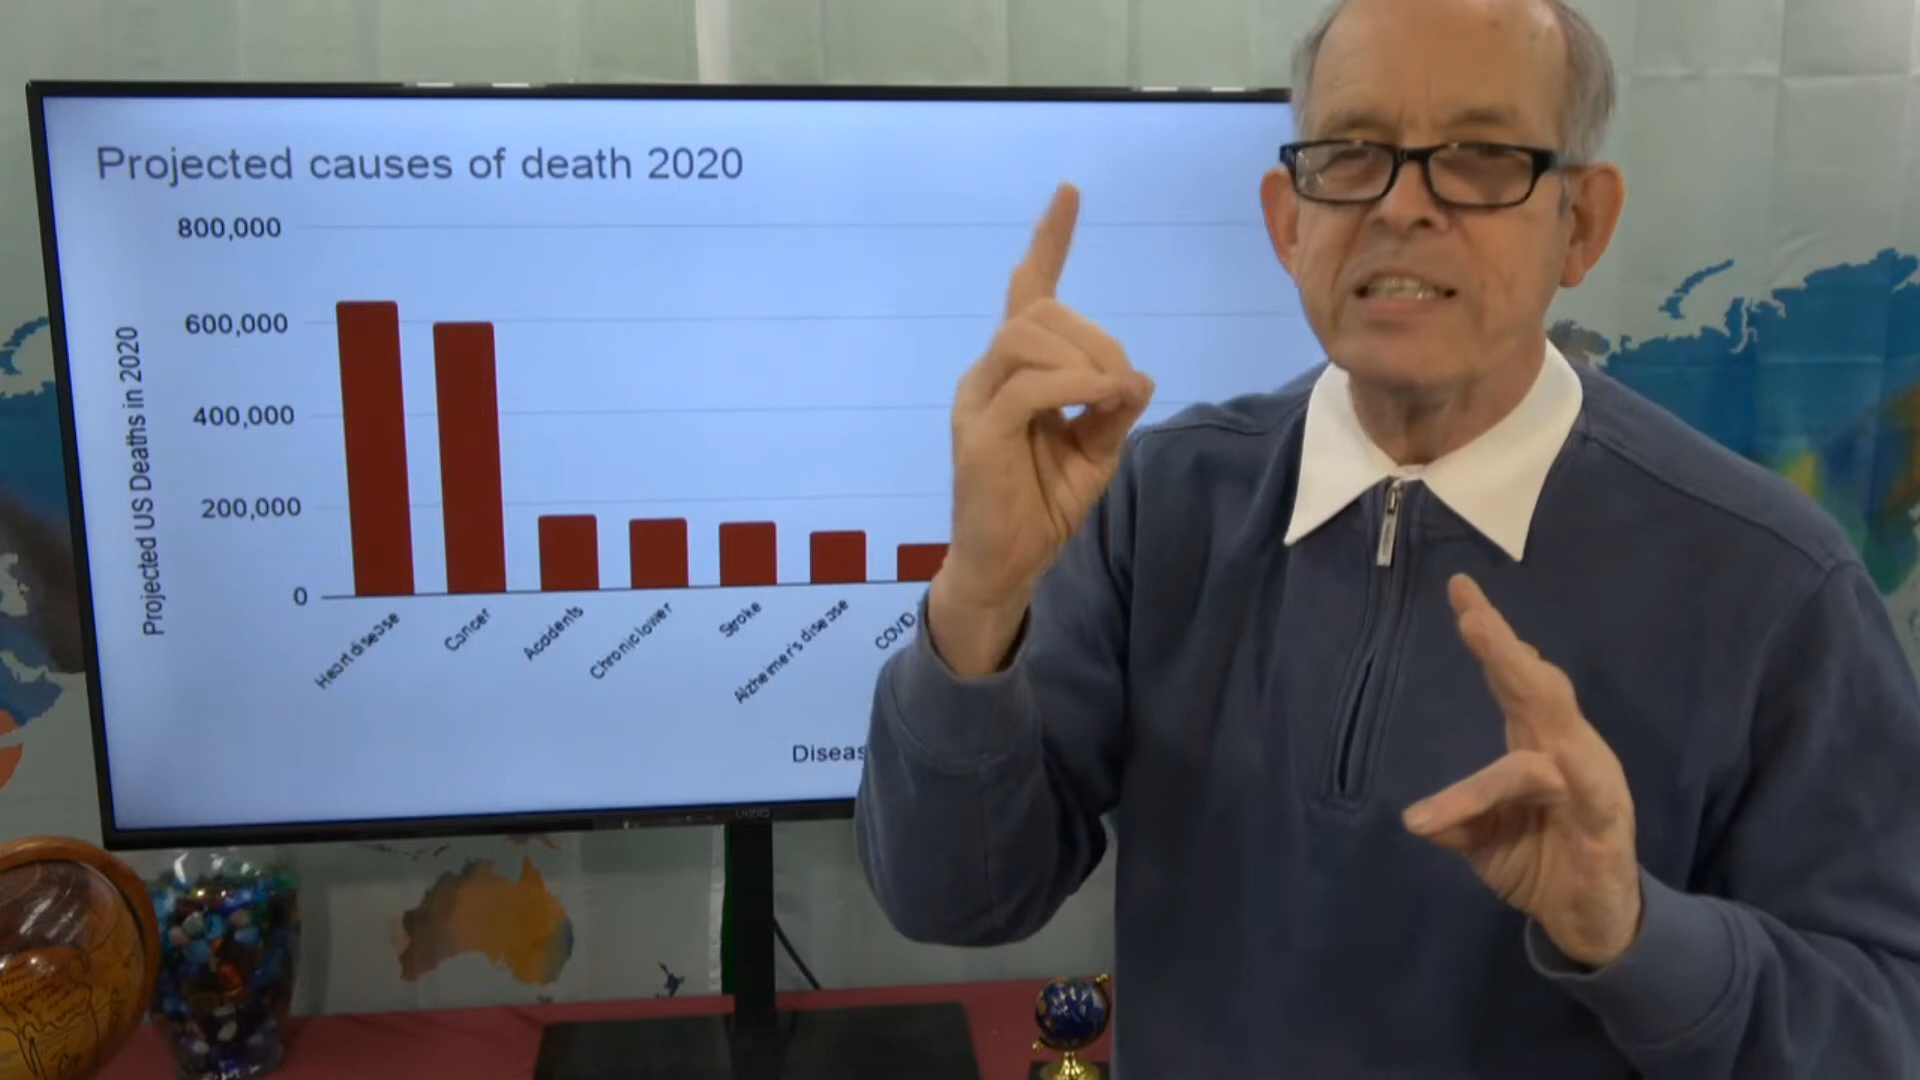 Projected causes of death 2020
800,000
600,000
400,000
200,000
0
Projected US Deaths in 2020
Heart disease
Cancer
Accidents
Chronic lower
Stroke
Alzheimer's disease
COVID
Diseas